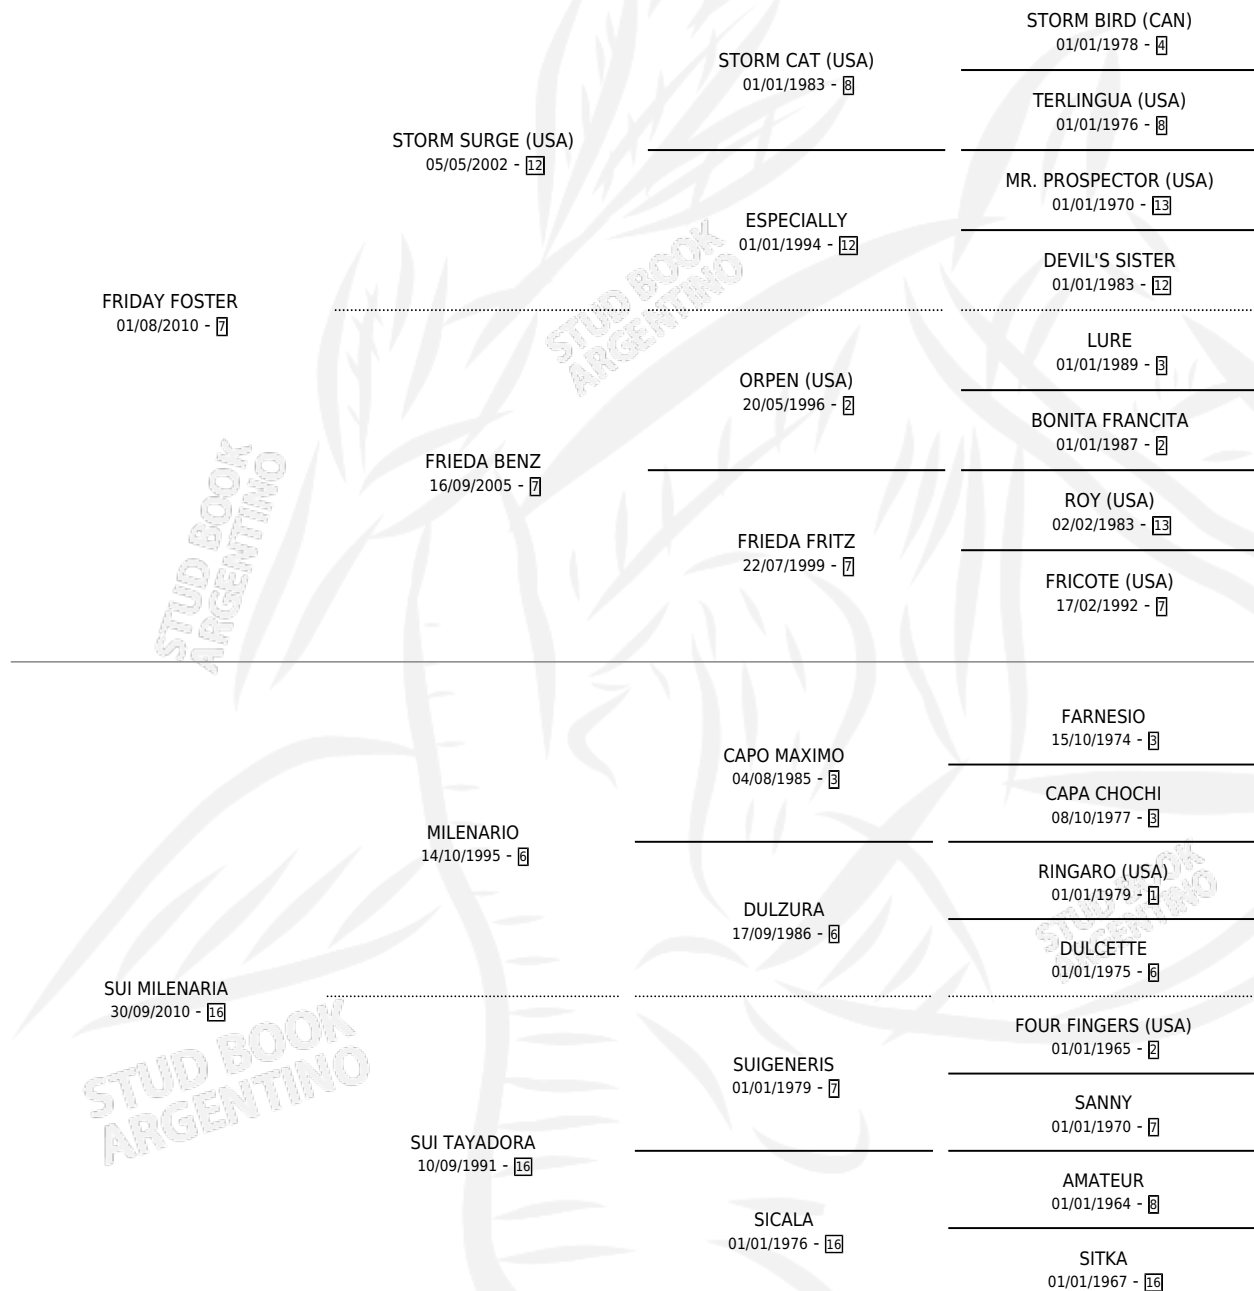 STORM BIRD (CAN)
01/01/1978 - 4
STORM CAT (USA)
01/01/1983 - 8
TERLINGUA (USA)
01/01/1976 - 8
STORM SURGE (USA)
05/05/2002 - 12
MR. PROSPECTOR (USA)
01/01/1970 - 13
ESPECIALLY
01/01/1994 - 12
DEVIL'S SISTER
01/01/1983 - 12
FRIDAY FOSTER
01/08/2010 - 7
LURE
01/01/1989 - 3
ORPEN (USA)
20/05/1996 - 2
BONITA FRANCITA
01/01/1987 - 2
FRIEDA BENZ
16/09/2005 - 7
ROY (USA)
02/02/1983 - 13
FRIEDA FRITZ
22/07/1999 - 7
FRICOTE (USA)
17/02/1992 - 7
STUD BOOK
ARGENTINO
STUD BOOK
ARGENTINO
FARNESIO
15/10/1974 - 3
CAPO MAXIMO
04/08/1985 - 3
CAPA CHOCHI
08/10/1977 - 3
MILENARIO
14/10/1995 - 6
RINGARO (USA)
01/01/1979 - 1
DULZURA
17/09/1986 - 6
DULCETTE
01/01/1975 - 6
SUI MILENARIA
30/09/2010 - 16
FOUR FINGERS (USA)
01/01/1965 - 2
SUIGENERIS
01/01/1979 - 7
SANNY
01/01/1970 - 7
SUI TAYADORA
10/09/1991 - 16
AMATEUR
01/01/1964 - 8
SICALA
01/01/1976 - 16
SITKA
01/01/1967 - 16
STUD BOOK
ARGENTINO
STUD BOOK
ARGENTINO